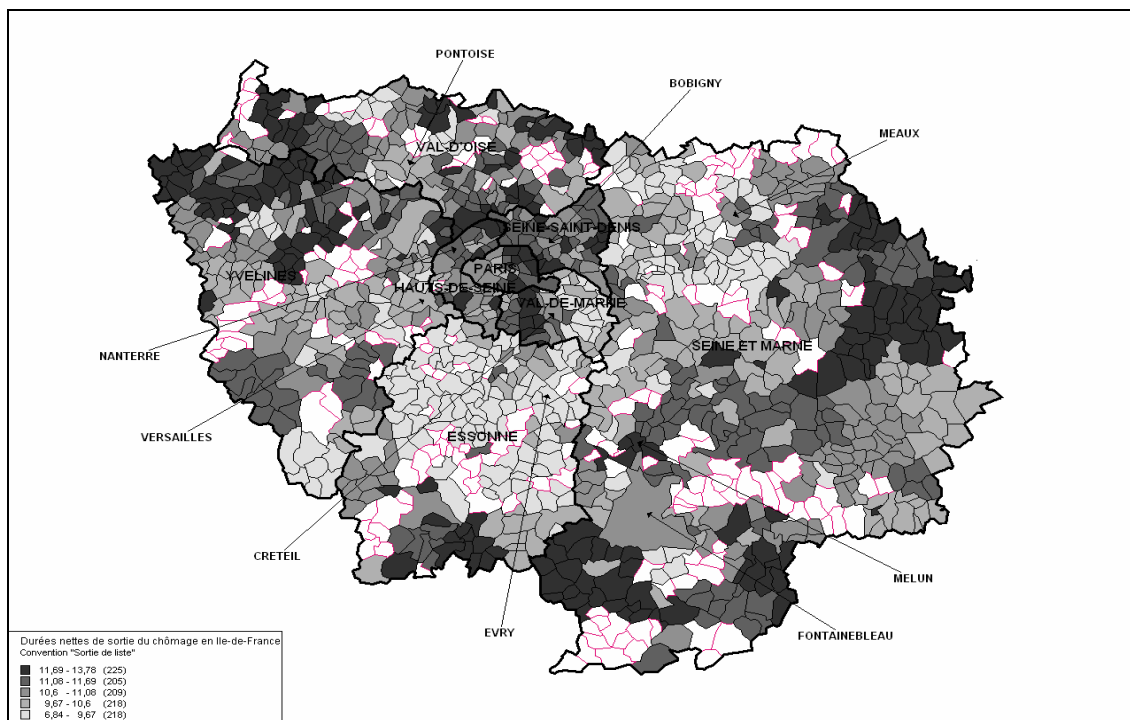 PONTOISE
BOBIGNY
MEAUX
VAL-D'OISE
SEINE-SAINT-DENIS
PARIS
YVELINES
HAUTS-DE-SEINE
VAL-DE-MARNE
SEINE ET MARNE
NANTERRE
VERSAILLES
ESSONNE
CRETEIL
MELUN
EVRY
FONTAINEBLEAU
Durées nettes de sortie du chômage en Ile-de-France
Convention "Sortie de liste"
11,69 - 13,78 (225)
11,08 - 11,69 (205)
10,6 - 11,08 (209)
9,67 - 10,6 (218)
6,84 - 9,67 (218)